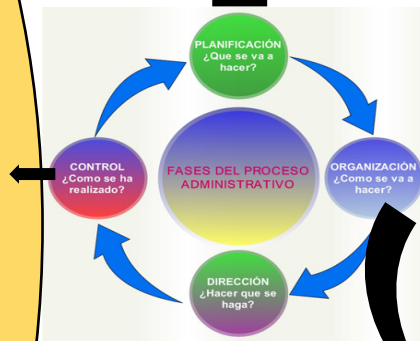 PLANIFICACIÓN
¿Que se va a
hacer?
CONTROL
¿Como se ha
realizado?
FASES DEL PROCESO
ADMINISTRATIVO
ORGANIZACIÓN
¿Como se va a
hacer?
DIRECCIÓN
¿Hacer que se
haga?